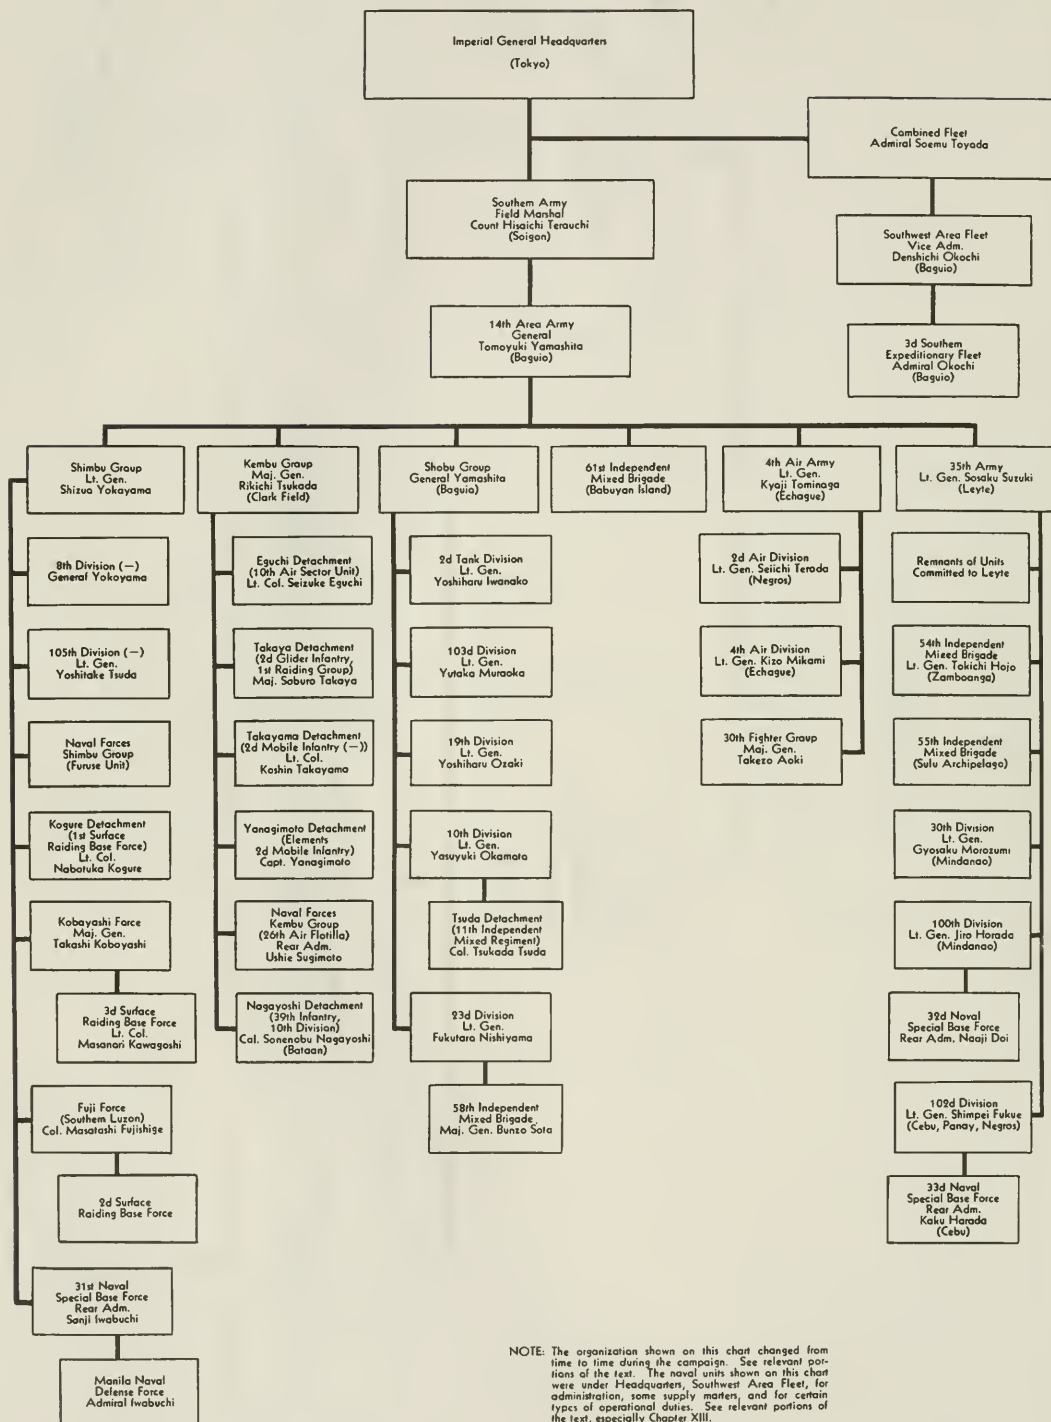 Imperial General Headquarters
(Tokyo)
Combined Fleet
Admiral Soemu Toyada
Southern Army
Field Marshal
Count Hisaichi Terauchi
(Soigon)
Southwest Area Fleet
Vice Adm.
Denshichi Okochi
(Baguio)
14th Area Army
General
Tomoyuki Yamashita
(Baguio)
3d Southern
Expeditionary Fleet
Admiral Okochi
(Baguio)
Shimbu Group
Lt. Gen.
Shizuo Yokayama
Kembu Group
Maj. Gen.
Rikichi Tsukada
(Clark Field)
Shobu Group
General Yamashita
(Baguia)
61st Independent
Mixed Brigade
(Babuyan Island)
4th Air Army
Lt. Gen.
Kyoji Tominaga
(Echague)
35th Army
Lt. Gen. Sosaku Suzuki
(Leyte)
8th Division (—)
General Yokoyama
105th Division (—)
Lt. Gen.
Yoshitake Tsuda
Naval Forces
Shimbu Group
(Furuse Unit)
Kogure Detachment
(1st Surface
Raiding Base Force)
Lt. Col.
Nabotuka Kogure
Kobayashi Force
Maj. Gen.
Takashi Kobayashi
3d Surface
Raiding Base Force
Lt. Col.
Masanori Kawagoshi
Fuji Force
(Southern Luzon)
Col. Masatashi Fujishige
2d Surface
Raiding Base Force
31st Naval
Special Base Force
Rear Adm.
Sanji Iwabuchi
Manila Naval
Defense Force
Admiral Iwabuchi
Eguchi Detachment
(10th Air Sector Unit)
Lt. Col. Seizuke Eguchi
Takaya Detachment
(2d Glider Infantry,
1st Raiding Group)
Maj. Soburo Takaya
Takayama Detachment
(2d Mobile Infantry (—))
Lt. Col.
Koshin Takayama
Yanagimoto Detachment
(Elements
2d Mobile Infantry)
Capt. Yanagimoto
Naval Forces
Kembu Group
(26th Air Flotilla)
Rear Adm.
Ushie Sugimoto
Nagayoshi Detachment
(39th Infantry,
10th Division)
Col. Sonenobu Nagayoshi
(Bataan)
2d Tank Division
Lt. Gen.
Yoshiharu Iwanako
103d Division
Lt. Gen.
Yutaka Muraoka
19th Division
Lt. Gen.
Yoshiharu Ozaki
10th Division
Lt. Gen.
Yasuyuki Okamoto
Tsuda Detachment
(11th Independent
Mixed Regiment)
Col. Tsukada Tsuda
23d Division
Lt. Gen.
Fukutaro Nishiyama
58th Independent
Mixed Brigade
Maj. Gen. Bunzo Sota
2d Air Division
Lt. Gen. Seiichi Terada
(Negros)
4th Air Division
Lt. Gen. Kizo Mikami
(Echague)
30th Fighter Group
Maj. Gen.
Takezo Aoki
Remnants of Units
Committed to Leyte
54th Independent
Mixed Brigade
Lt. Gen. Tokichi Hojo
(Zamboanga)
55th Independent
Mixed Brigade
(Sulu Archipelago)
30th Division
Lt. Gen.
Gyosaku Morozumi
(Mindanao)
100th Division
Lt. Gen. Jiro Harada
(Mindanao)
32d Naval
Special Base Force
Rear Adm. Naoji Doi
102d Division
Lt. Gen. Shimpei Fukue
(Cebu, Panay, Negros)
33d Naval
Special Base Force
Rear Adm.
Kaku Harada
(Cebu)
NOTE: The organization shown on this chart changed from
time to time during the campaign. See relevant por-
tions of the text. The naval units shown on this chart
were under Headquarters, Southwest Area Fleet, for
administration, some supply matters, and for certain
types of operational duties. See relevant portions of
the text, especially Chapter XIII.